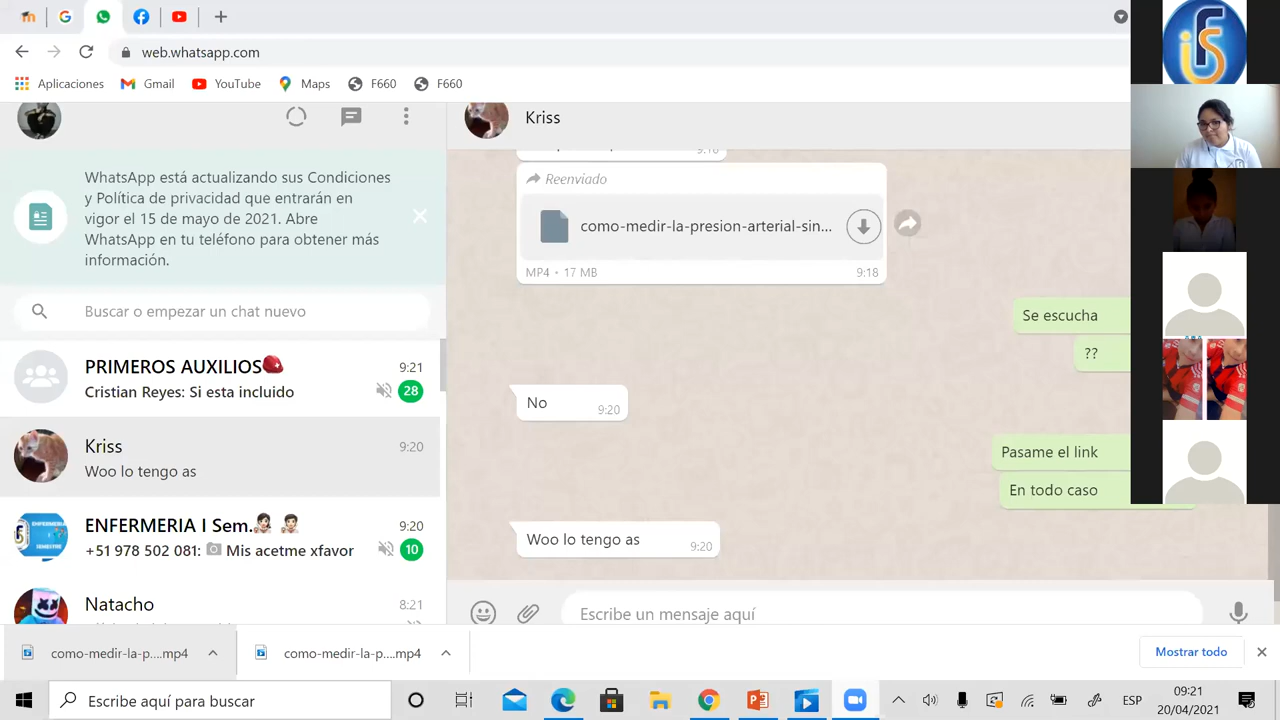 web.whatsapp.com
Aplicaciones
Gmail
YouTube
Maps
F660
F660
WhatsApp está actualizando sus Condiciones
y Política de privacidad que entrarán en
vigor el 15 de mayo de 2021. Abre
WhatsApp en tu teléfono para obtener más
información.
Buscar o empezar un chat nuevo
PRIMEROS AUXILIOS
9:21
Cristian Reyes: Si esta incluido
28
Kriss
9:20
Woo lo tengo as
ENFERMERIA I Sem.
9:20
+51 978 502 081: Mis acetme xfavor
10
Natacho
8:21
Kriss
9:18
Reenviado
como-medir-la-presion-arterial-sin...
MP4 • 17 MB
9:18
Se escucha
??
No
9:20
Pasame el link
En todo caso
Woo lo tengo as
9:20
Escribe un mensaje aquí
como-medir-la-p....mp4
como-medir-la-p....mp4
Mostrar todo
Escribe aquí para buscar
ESP
09:21
20/04/2021